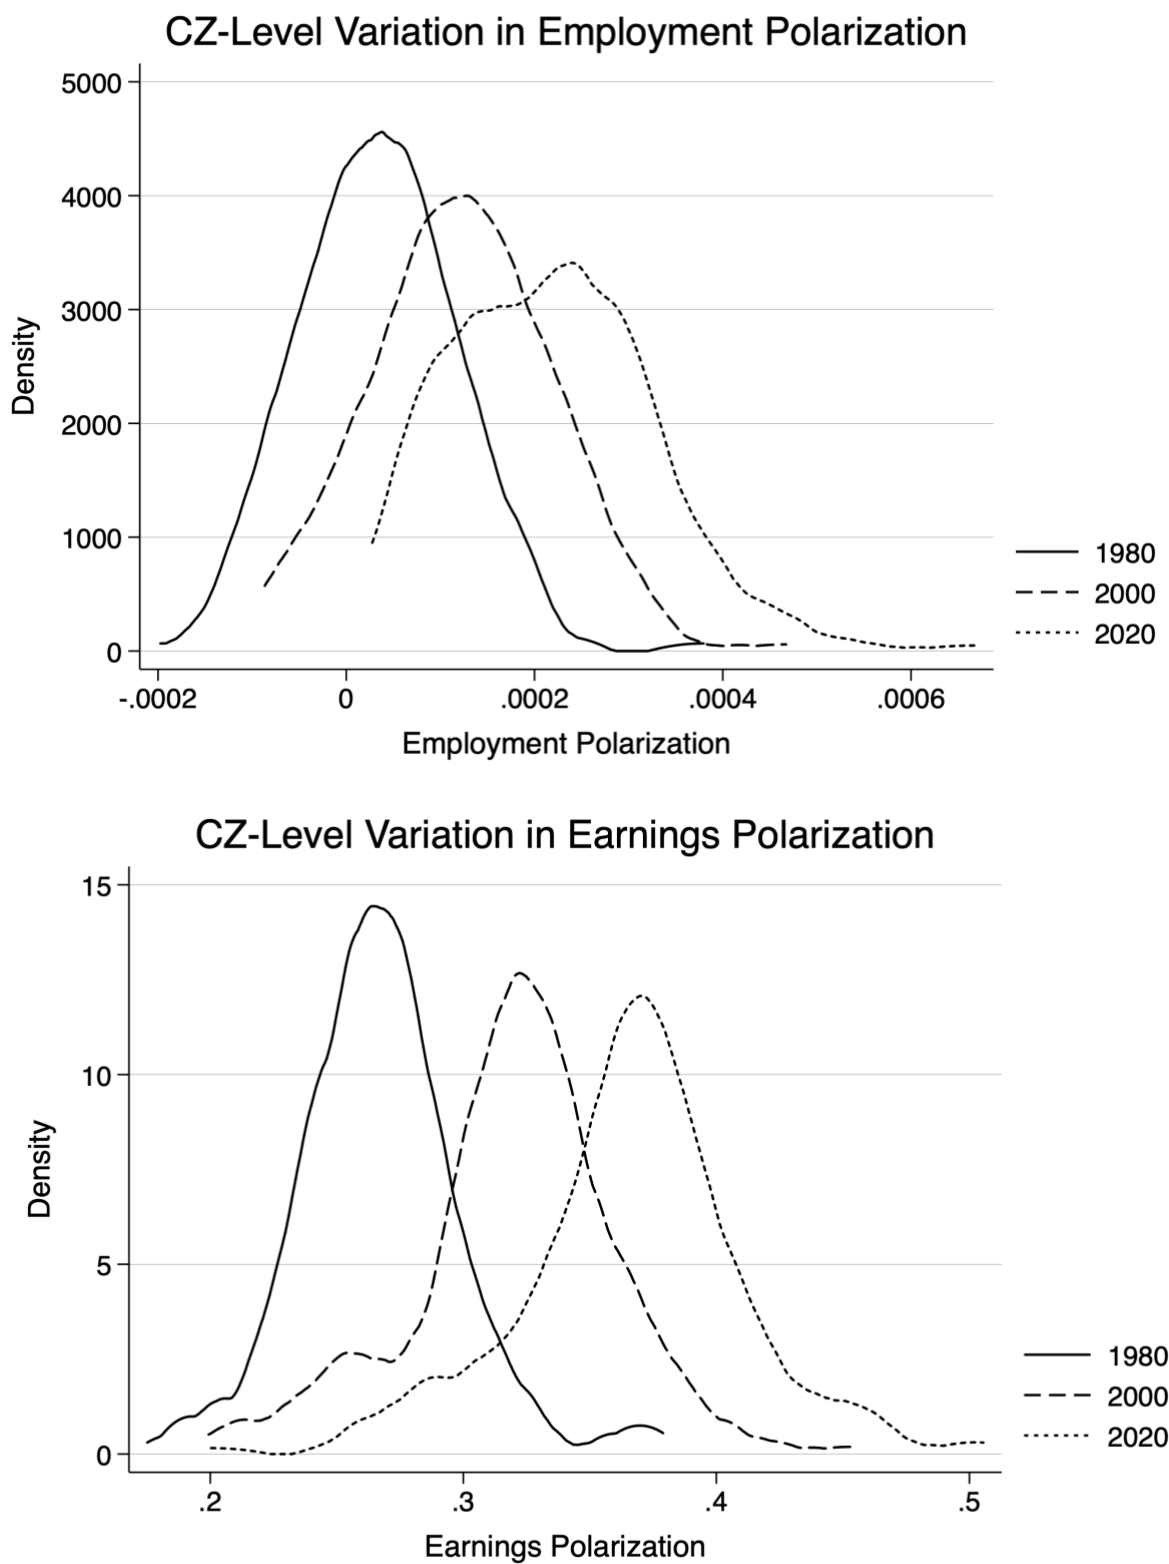 CZ-Level Variation in Employment Polarization
5000
4000
3000
2000
1000
0
Density
-.0002 0 .0002 .0004 .0006
Employment Polarization
1980
2000
2020
CZ-Level Variation in Earnings Polarization
15
10
5
0
Density
.2 .3 .4 .5
Earnings Polarization
1980
2000
2020